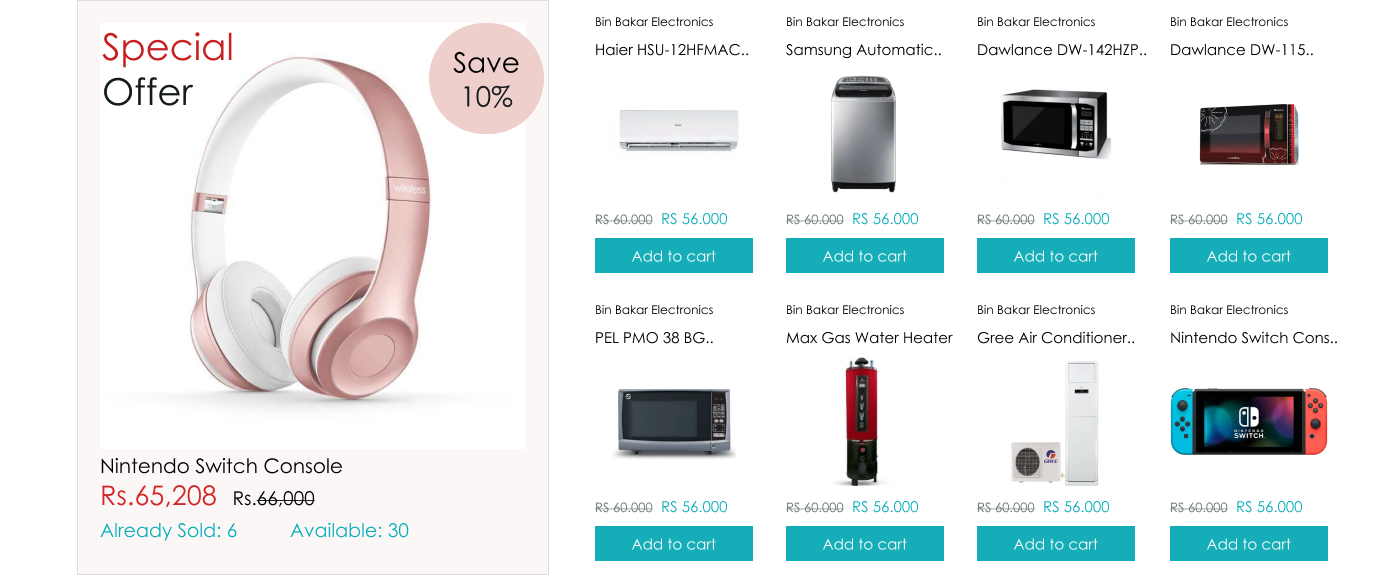 Special
Offer
Save
10%
wireless
Nintendo Switch Console
Rs.65,208 Rs.66,000
Already Sold: 6 Available: 30
Bin Bakar Electronics
Haier HSU-12HFMAC..
RS 60.000 RS 56.000
Add to cart
Bin Bakar Electronics
Samsung Automatic..
RS 60.000 RS 56.000
Add to cart
Bin Bakar Electronics
Dawlance DW-142HZP..
RS 60.000 RS 56.000
Add to cart
Bin Bakar Electronics
Dawlance DW-115..
RS 60.000 RS 56.000
Add to cart
Bin Bakar Electronics
PEL PMO 38 BG..
RS 60.000 RS 56.000
Add to cart
Bin Bakar Electronics
Max Gas Water Heater
RS 60.000 RS 56.000
Add to cart
Bin Bakar Electronics
Gree Air Conditioner..
GREE
RS 60.000 RS 56.000
Add to cart
Bin Bakar Electronics
Nintendo Switch Cons..
NINTENDO
SWITCH
RS 60.000 RS 56.000
Add to cart